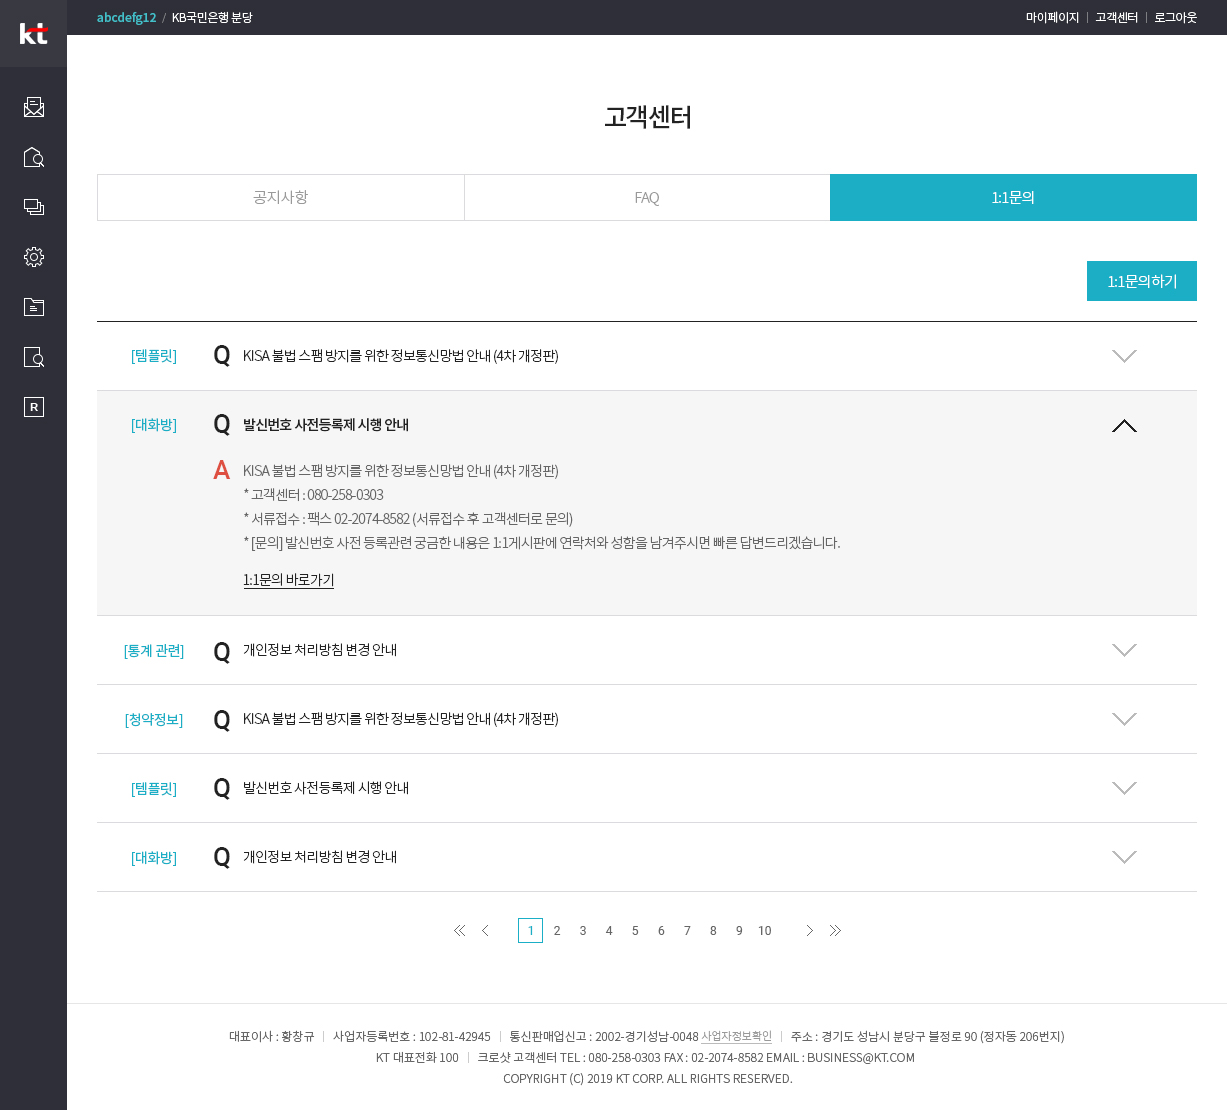 kt
abcdefg12 / KB국민은행 분당
마이페이지 | 고객센터 | 로그아웃
고객센터
공지사항 FAQ 1:1문의
1:1문의하기
[템플릿] Q KISA 불법 스팸 방지를 위한 정보통신망법 안내 (4차 개정판)
[대화방] Q 발신번호 사전등록제 시행 안내
A KISA 불법 스팸 방지를 위한 정보통신망법 안내 (4차 개정판)
* 고객센터 : 080-258-0303
* 서류접수 : 팩스 02-2074-8582 (서류접수 후 고객센터로 문의)
* [문의] 발신번호 사전 등록관련 궁금한 내용은 1:1게시판에 연락처와 성함을 남겨주시면 빠른 답변드리겠습니다.
1:1문의 바로가기
R
[통계 관련] Q 개인정보 처리방침 변경 안내
[청약정보] Q KISA 불법 스팸 방지를 위한 정보통신망법 안내 (4차 개정판)
[템플릿] Q 발신번호 사전등록제 시행 안내
[대화방] Q 개인정보 처리방침 변경 안내
1 2 3 4 5 6 7 8 9 10
대표이사 : 황창규 | 사업자등록번호 : 102-81-42945 | 통신판매업신고 : 2002-경기성남-0048 사업자정보확인 | 주소 : 경기도 성남시 분당구 불정로 90 (정자동 206번지)
KT 대표전화 100 | 크로샷 고객센터 TEL : 080-258-0303 FAX : 02-2074-8582 EMAIL : BUSINESS@KT.COM
COPYRIGHT (C) 2019 KT CORP. ALL RIGHTS RESERVED.